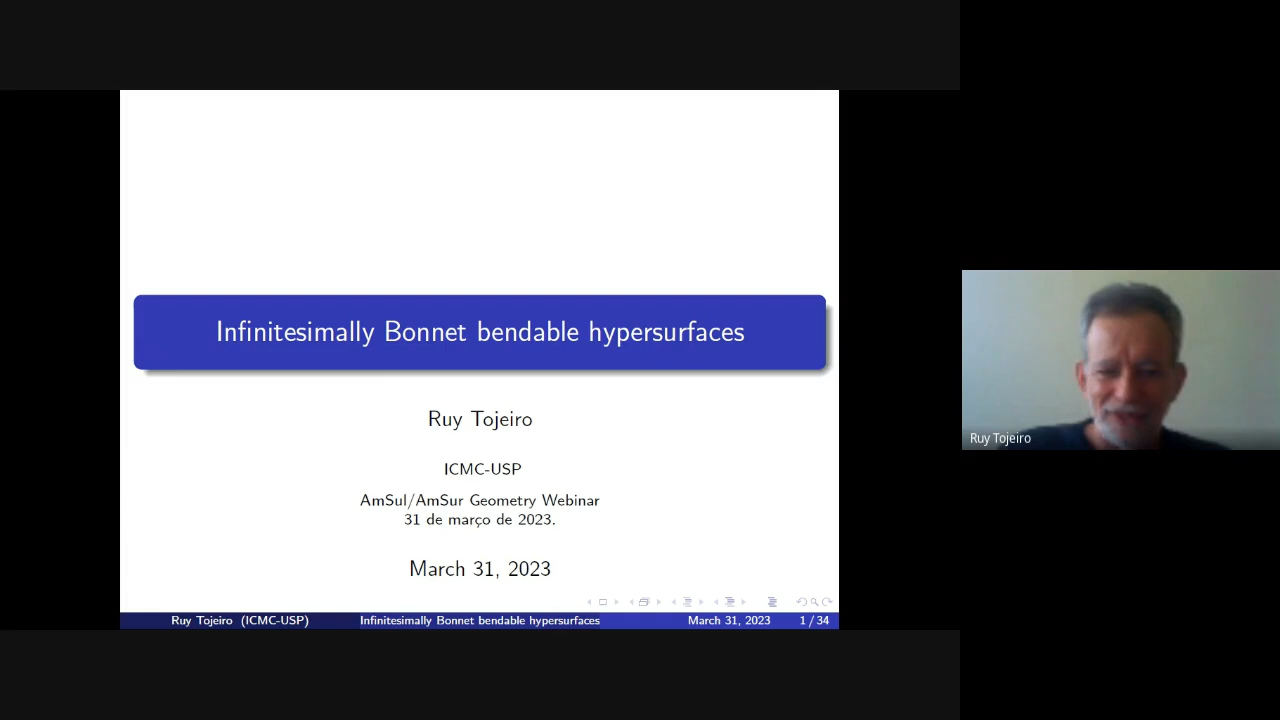 Infinitesimally Bonnet bendable hypersurfaces
Ruy Tojeiro
ICMC-USP
AmSul/AmSur Geometry Webinar
31 de março de 2023.
March 31, 2023
Ruy Tojeiro (ICMC-USP) Infinitesimally Bonnet bendable hypersurfaces March 31, 2023 1 / 34
Ruy Tojeiro